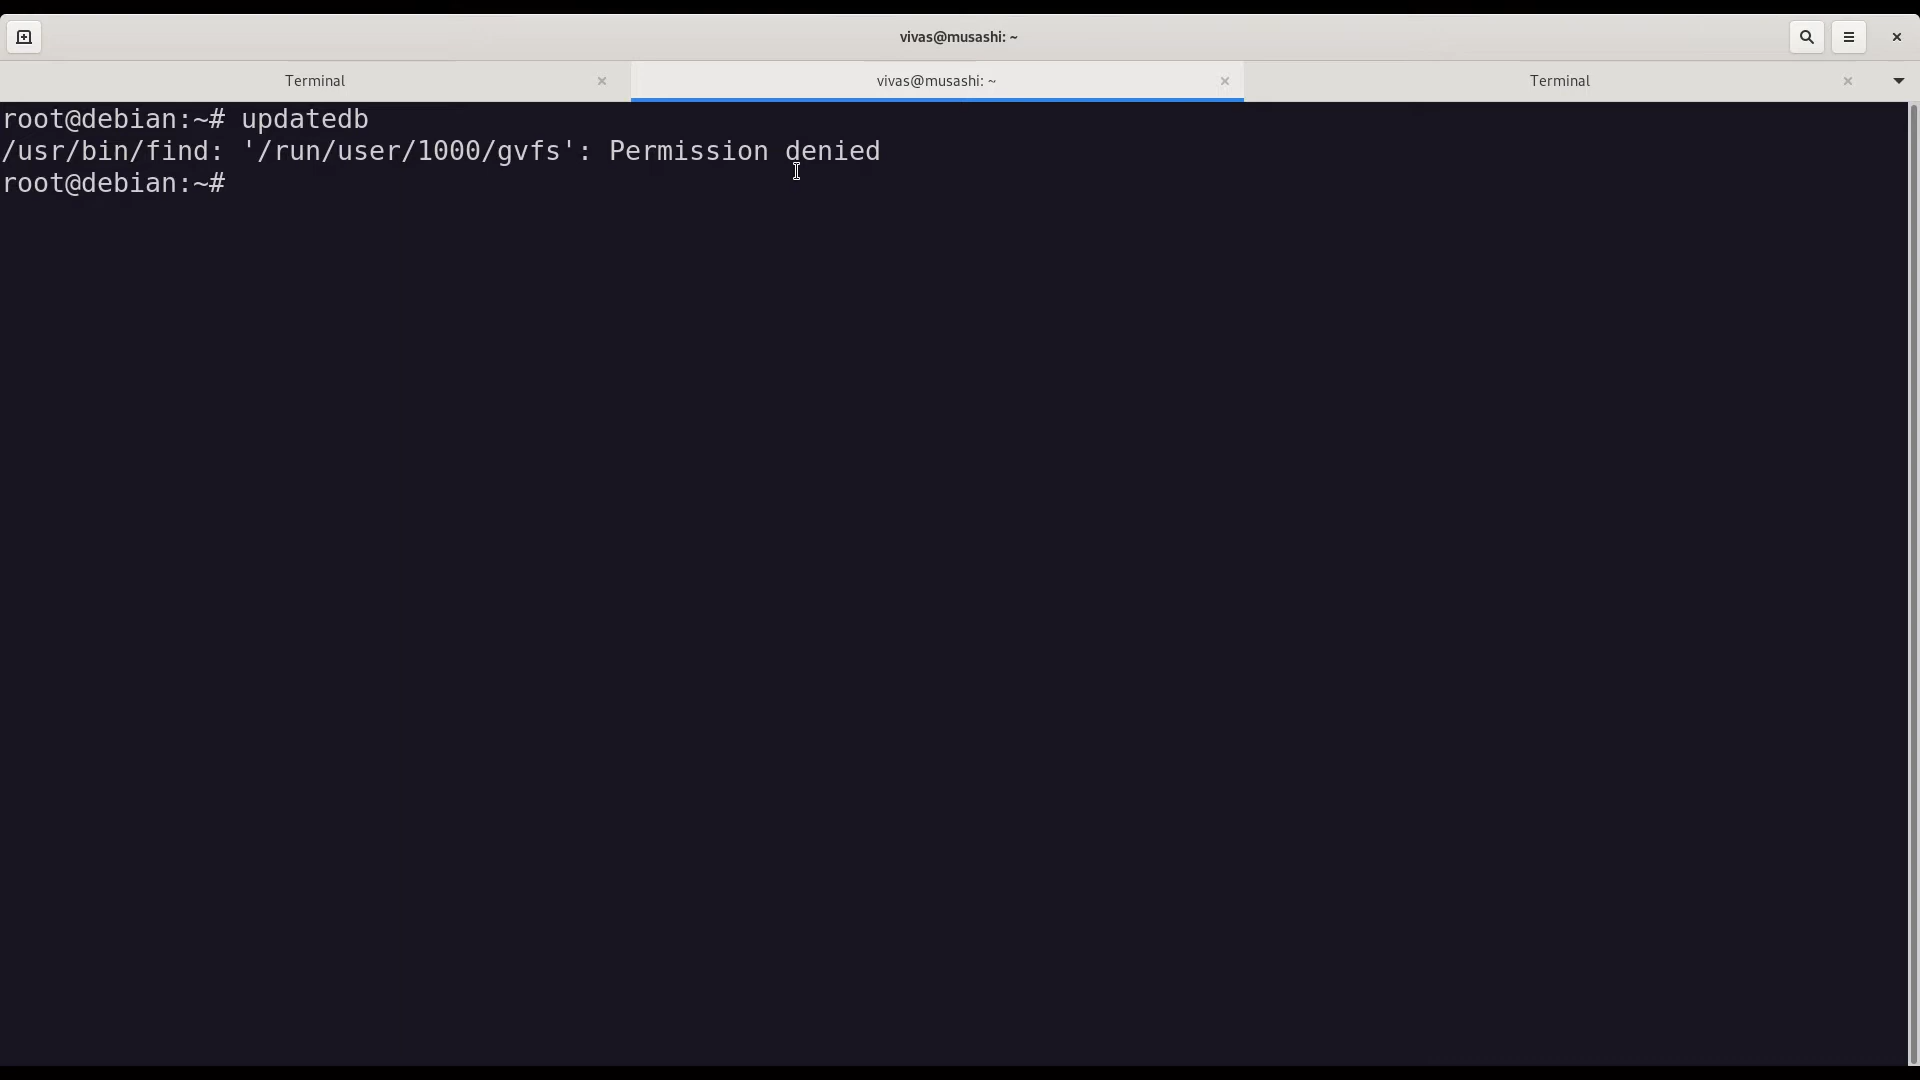 vivas@musashi: ~
Terminal
vivas@musashi: ~
Terminal
root@debian:~# updatedb
/usr/bin/find: '/run/user/1000/gvfs': Permission denied
root@debian:~#